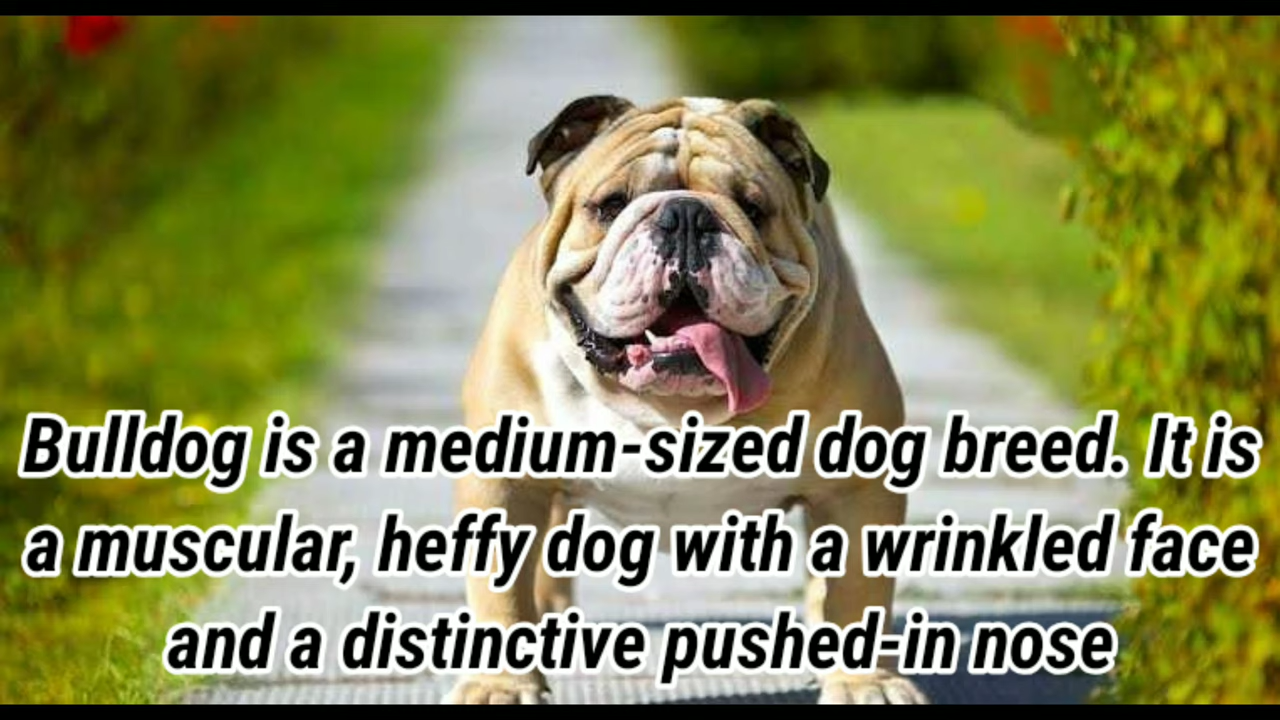 Bulldog is a medium-sized dog breed. It is
a muscular, heffy dog with a wrinkled face
and a distinctive pushed-in nose